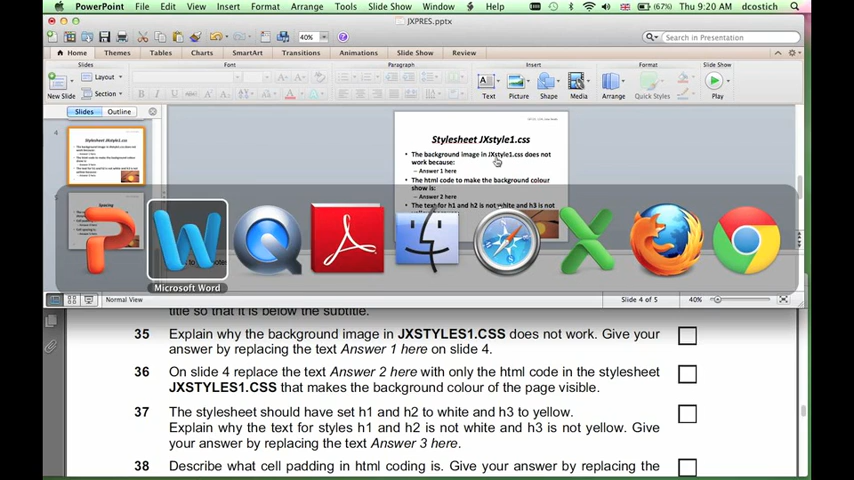 PowerPoint File Edit View Insert Format Arrange Tools Slide Show Window Help (67%) Thu 9:20 AM dcostich
JXPRES.pptx
40% Search in Presentation
Home Themes Tables Charts SmartArt Transitions Animations Slide Show Review
Slides Font Paragraph Insert Format Slide Show
Layout
Section
New Slide Text Picture Shape Media Arrange Quick Styles Play
Slides Outline
4
Stylesheet JXstyle1.css
Stylesheet JXstyle1.css
• The background image in JXstyle1.css does not
work because:
– Answer 1 here
• The html code to make the background colour
show is:
– Answer 2 here
• The text for h1 and h2 is not white and h3 is not
5
Spacing
Microsoft Word
Normal View Slide 4 of 5 40%
title so that it is below the subtitle.
35 Explain why the background image in JXSTYLES1.CSS does not work. Give your
answer by replacing the text Answer 1 here on slide 4.
36 On slide 4 replace the text Answer 2 here with only the html code in the stylesheet
JXSTYLES1.CSS that makes the background colour of the page visible.
37 The stylesheet should have set h1 and h2 to white and h3 to yellow.
Explain why the text for styles h1 and h2 is not white and h3 is not yellow. Give
your answer by replacing the text Answer 3 here.
38 Describe what cell padding in html coding is. Give your answer by replacing the